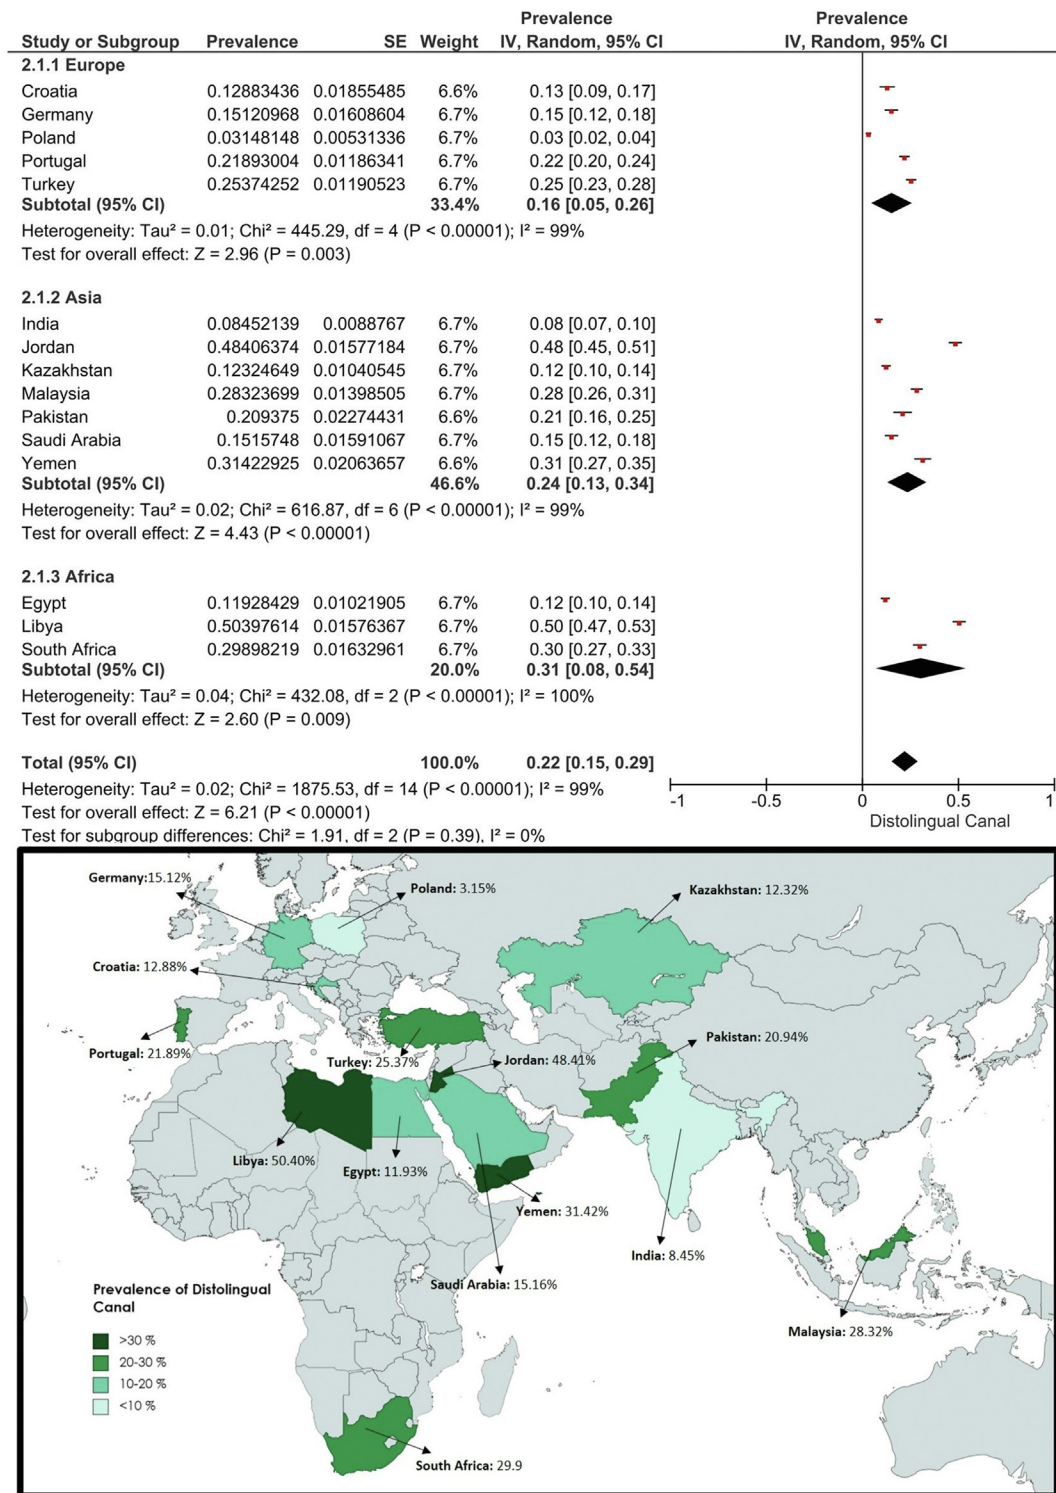 Prevalence Prevalence
Study or Subgroup Prevalence SE Weight IV, Random, 95% CI IV, Random, 95% CI
2.1.1 Europe
Croatia 0.12883436 0.01855485 6.6% 0.13 [0.09, 0.17]
Germany 0.15120968 0.01608604 6.7% 0.15 [0.12, 0.18]
Poland 0.03148148 0.00531336 6.7% 0.03 [0.02, 0.04]
Portugal 0.21893004 0.01186341 6.7% 0.22 [0.20, 0.24]
Turkey 0.25374252 0.01190523 6.7% 0.25 [0.23, 0.28]
Subtotal (95% CI) 33.4% 0.16 [0.05, 0.26]
Heterogeneity: Tau² = 0.01; Chi² = 445.29, df = 4 (P < 0.00001); I² = 99%
Test for overall effect: Z = 2.96 (P = 0.003)
2.1.2 Asia
India 0.08452139 0.0088767 6.7% 0.08 [0.07, 0.10]
Jordan 0.48406374 0.01577184 6.7% 0.48 [0.45, 0.51]
Kazakhstan 0.12324649 0.01040545 6.7% 0.12 [0.10, 0.14]
Malaysia 0.28323699 0.01398505 6.7% 0.28 [0.26, 0.31]
Pakistan 0.209375 0.02274431 6.6% 0.21 [0.16, 0.25]
Saudi Arabia 0.1515748 0.01591067 6.7% 0.15 [0.12, 0.18]
Yemen 0.31422925 0.02063657 6.6% 0.31 [0.27, 0.35]
Subtotal (95% CI) 46.6% 0.24 [0.13, 0.34]
Heterogeneity: Tau² = 0.02; Chi² = 616.87, df = 6 (P < 0.00001); I² = 99%
Test for overall effect: Z = 4.43 (P < 0.00001)
2.1.3 Africa
Egypt 0.11928429 0.01021905 6.7% 0.12 [0.10, 0.14]
Libya 0.50397614 0.01576367 6.7% 0.50 [0.47, 0.53]
South Africa 0.29898219 0.01632961 6.7% 0.30 [0.27, 0.33]
Subtotal (95% CI) 20.0% 0.31 [0.08, 0.54]
Heterogeneity: Tau² = 0.04; Chi² = 432.08, df = 2 (P < 0.00001); I² = 100%
Test for overall effect: Z = 2.60 (P = 0.009)
Total (95% CI) 100.0% 0.22 [0.15, 0.29]
Heterogeneity: Tau² = 0.02; Chi² = 1875.53, df = 14 (P < 0.00001); I² = 99%
Test for overall effect: Z = 6.21 (P < 0.00001)
Test for subgroup differences: Chi² = 1.91, df = 2 (P = 0.39), I² = 0%
-1 -0.5 0 0.5 1
Distolingual Canal
Germany:15.12%
Poland: 3.15%
Kazakhstan: 12.32%
Croatia: 12.88%
Portugal: 21.89%
Turkey: 25.37%
Jordan: 48.41%
Pakistan: 20.94%
Libya: 50.40%
Egypt: 11.93%
Yemen: 31.42%
India: 8.45%
Saudi Arabia: 15.16%
Malaysia: 28.32%
Prevalence of Distolingual
Canal
>30 %
20-30 %
10-20 %
<10 %
South Africa: 29.9